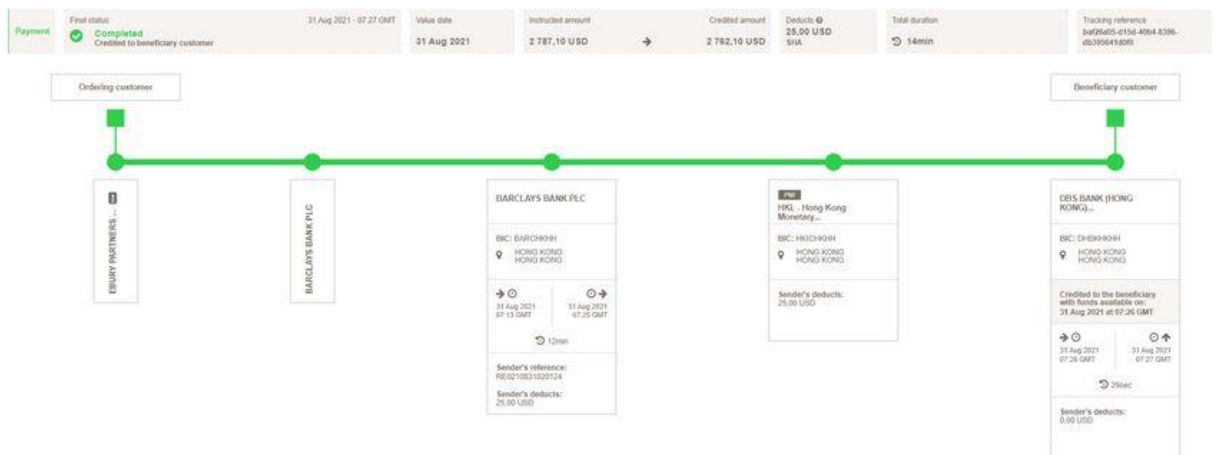 Payment
Final status
31 Aug 2021 - 07:27 GMT
Completed
Credited to beneficiary customer
Value date
31 Aug 2021
Instructed amount
2 787,10 USD
Credited amount
2 762,10 USD
Deducts
25,00 USD
SHA
Total duration
14min
Tracking reference
Ordering customer
Beneficiary customer
EBURY PARTNERS ...
BARCLAYS BANK PLC
BARCLAYS BANK PLC
BIC: BARCHKHH
HONG KONG
HONG KONG
31 Aug 2021
07:13 GMT
31 Aug 2021
07:25 GMT
12min
Sender's reference:
RE0210831020124
Sender's deducts:
25,00 USD
PMI
HKL - Hong Kong
Monetary...
BIC: HKICHKHH
HONG KONG
HONG KONG
Sender's deducts:
25,00 USD
DBS BANK (HONG
KONG)...
BIC: DHBKHKHH
HONG KONG
HONG KONG
Credited to the beneficiary
with funds available on:
31 Aug 2021 at 07:26 GMT
31 Aug 2021
07:26 GMT
31 Aug 2021
07:27 GMT
29sec
Sender's deducts:
0,00 USD